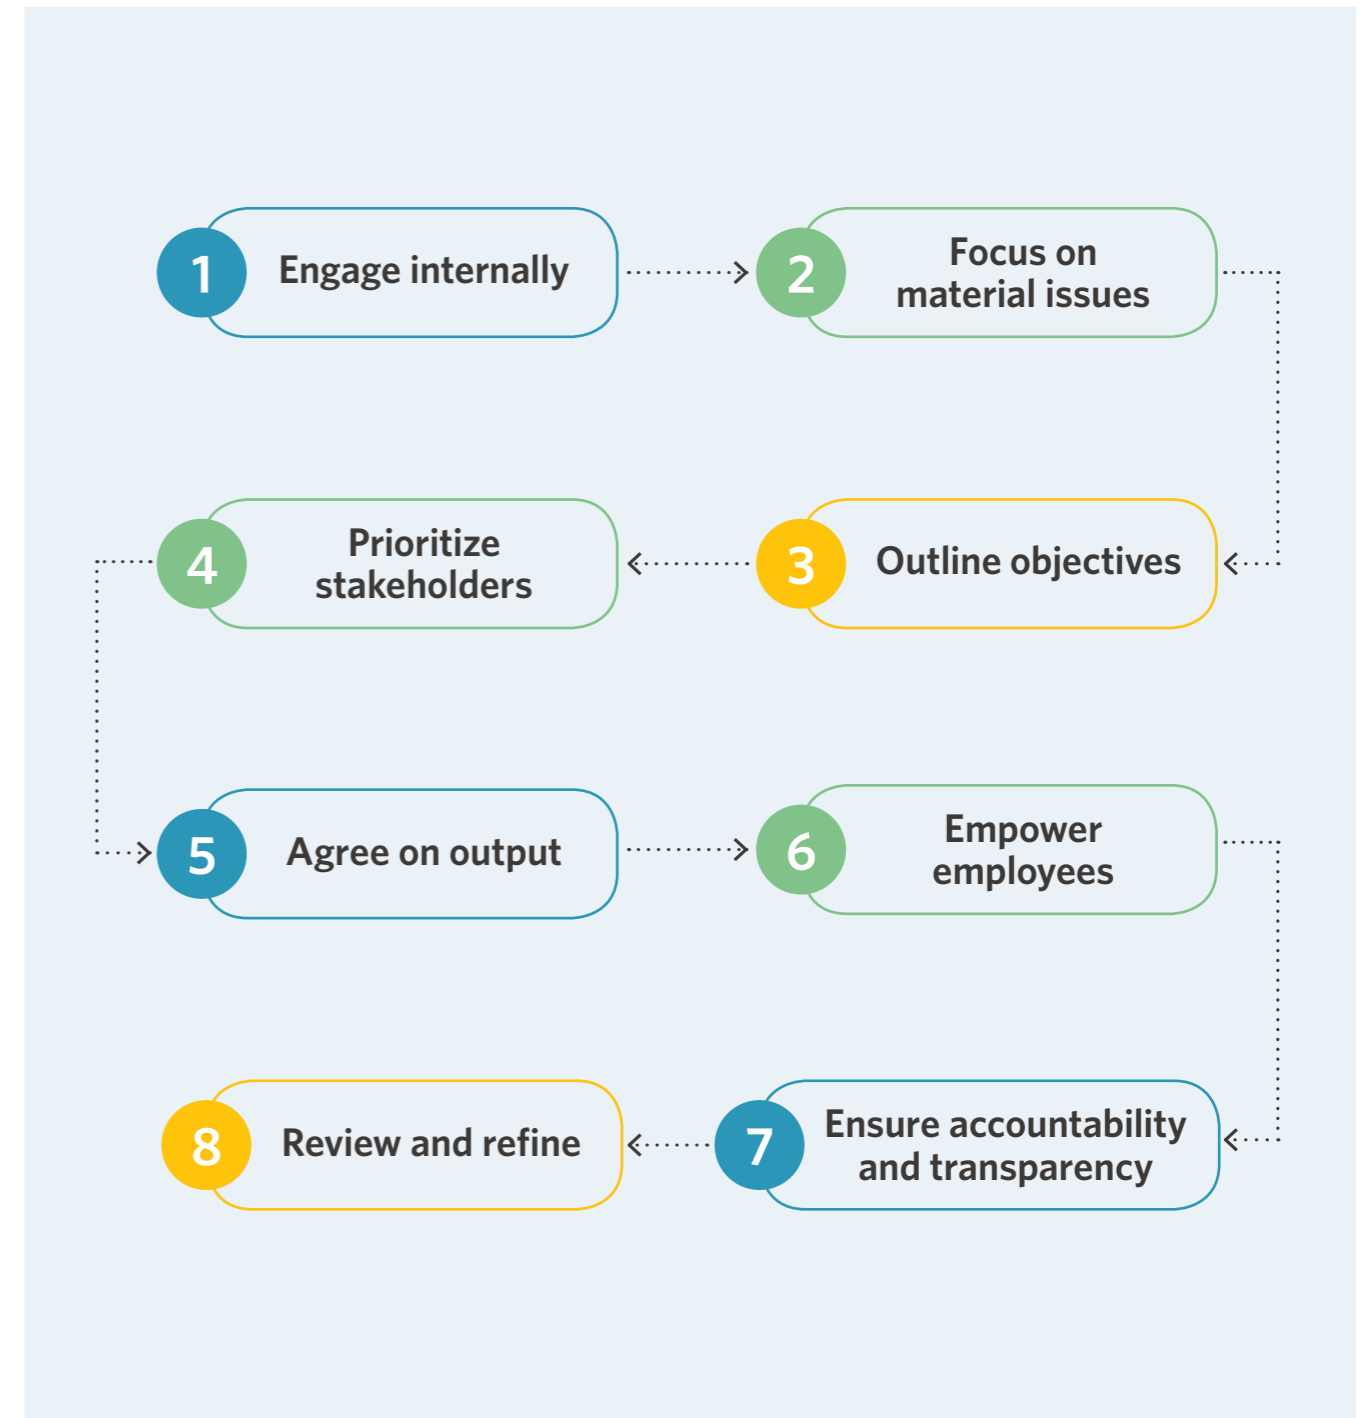 1
Engage internally
2
Focus on
material issues
3
Outline objectives
4
Prioritize
stakeholders
5
Agree on output
6
Empower
employees
7
Ensure accountability
and transparency
8
Review and refine